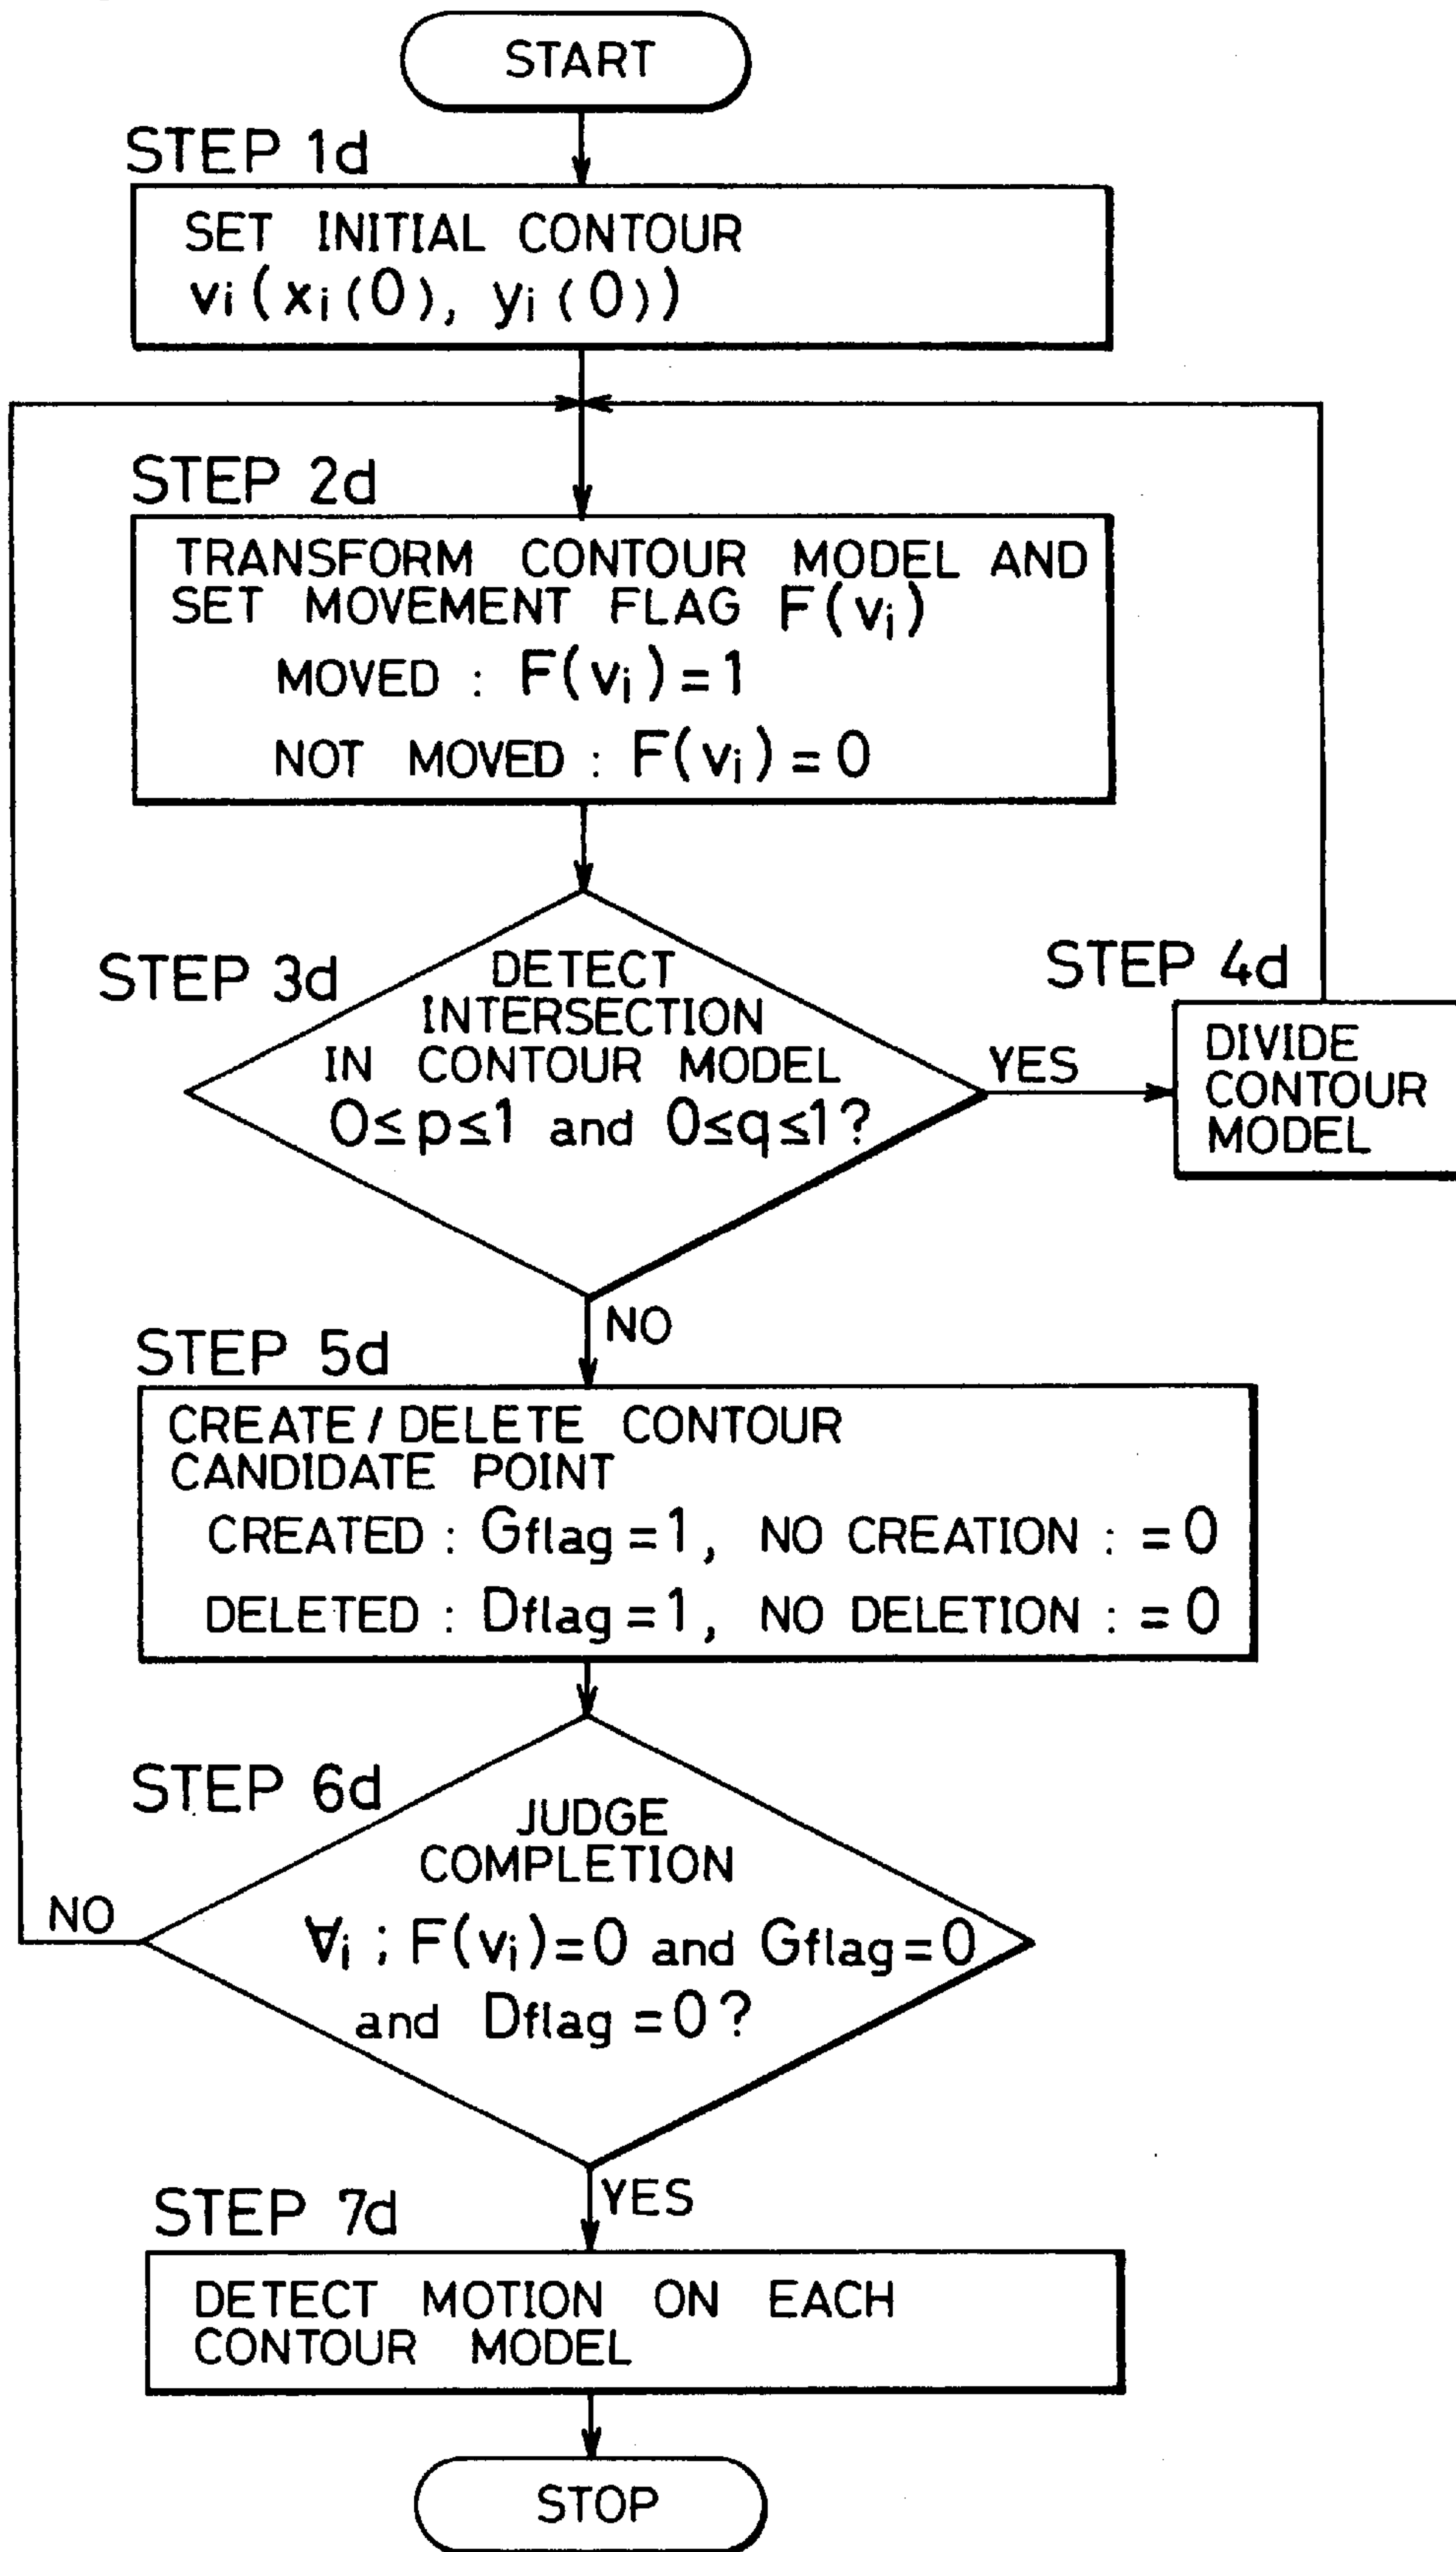 START
STEP 1d
SET INITIAL CONTOUR
vi(xi(0), yi(0))
STEP 2d
TRANSFORM CONTOUR MODEL AND
SET MOVEMENT FLAG F(vi)
MOVED : F(vi)=1
NOT MOVED : F(vi)=0
STEP 3d
DETECT
INTERSECTION
IN CONTOUR MODEL
0≤p≤1 and 0≤q≤1?
YES
STEP 4d
DIVIDE
CONTOUR
MODEL
NO
STEP 5d
CREATE/DELETE CONTOUR
CANDIDATE POINT
CREATED : Gflag=1, NO CREATION : =0
DELETED : Dflag=1, NO DELETION : =0
STEP 6d
JUDGE
COMPLETION
∀i ; F(vi)=0 and Gflag=0
and Dflag=0?
NO
YES
STEP 7d
DETECT MOTION ON EACH
CONTOUR MODEL
STOP